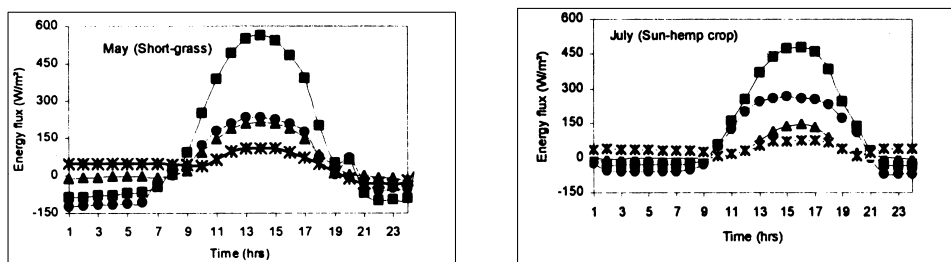 600
450
300
150
0
-150
Energy flux (W/m²)
May (Short-grass)
1 3 5 7 9 11 13 15 17 19 21 23
Time (hrs)
600
450
300
150
0
-150
Energy flux (W/m²)
July (Sun-hemp crop)
1 3 5 7 9 11 13 15 17 19 21 23
Time (hrs)